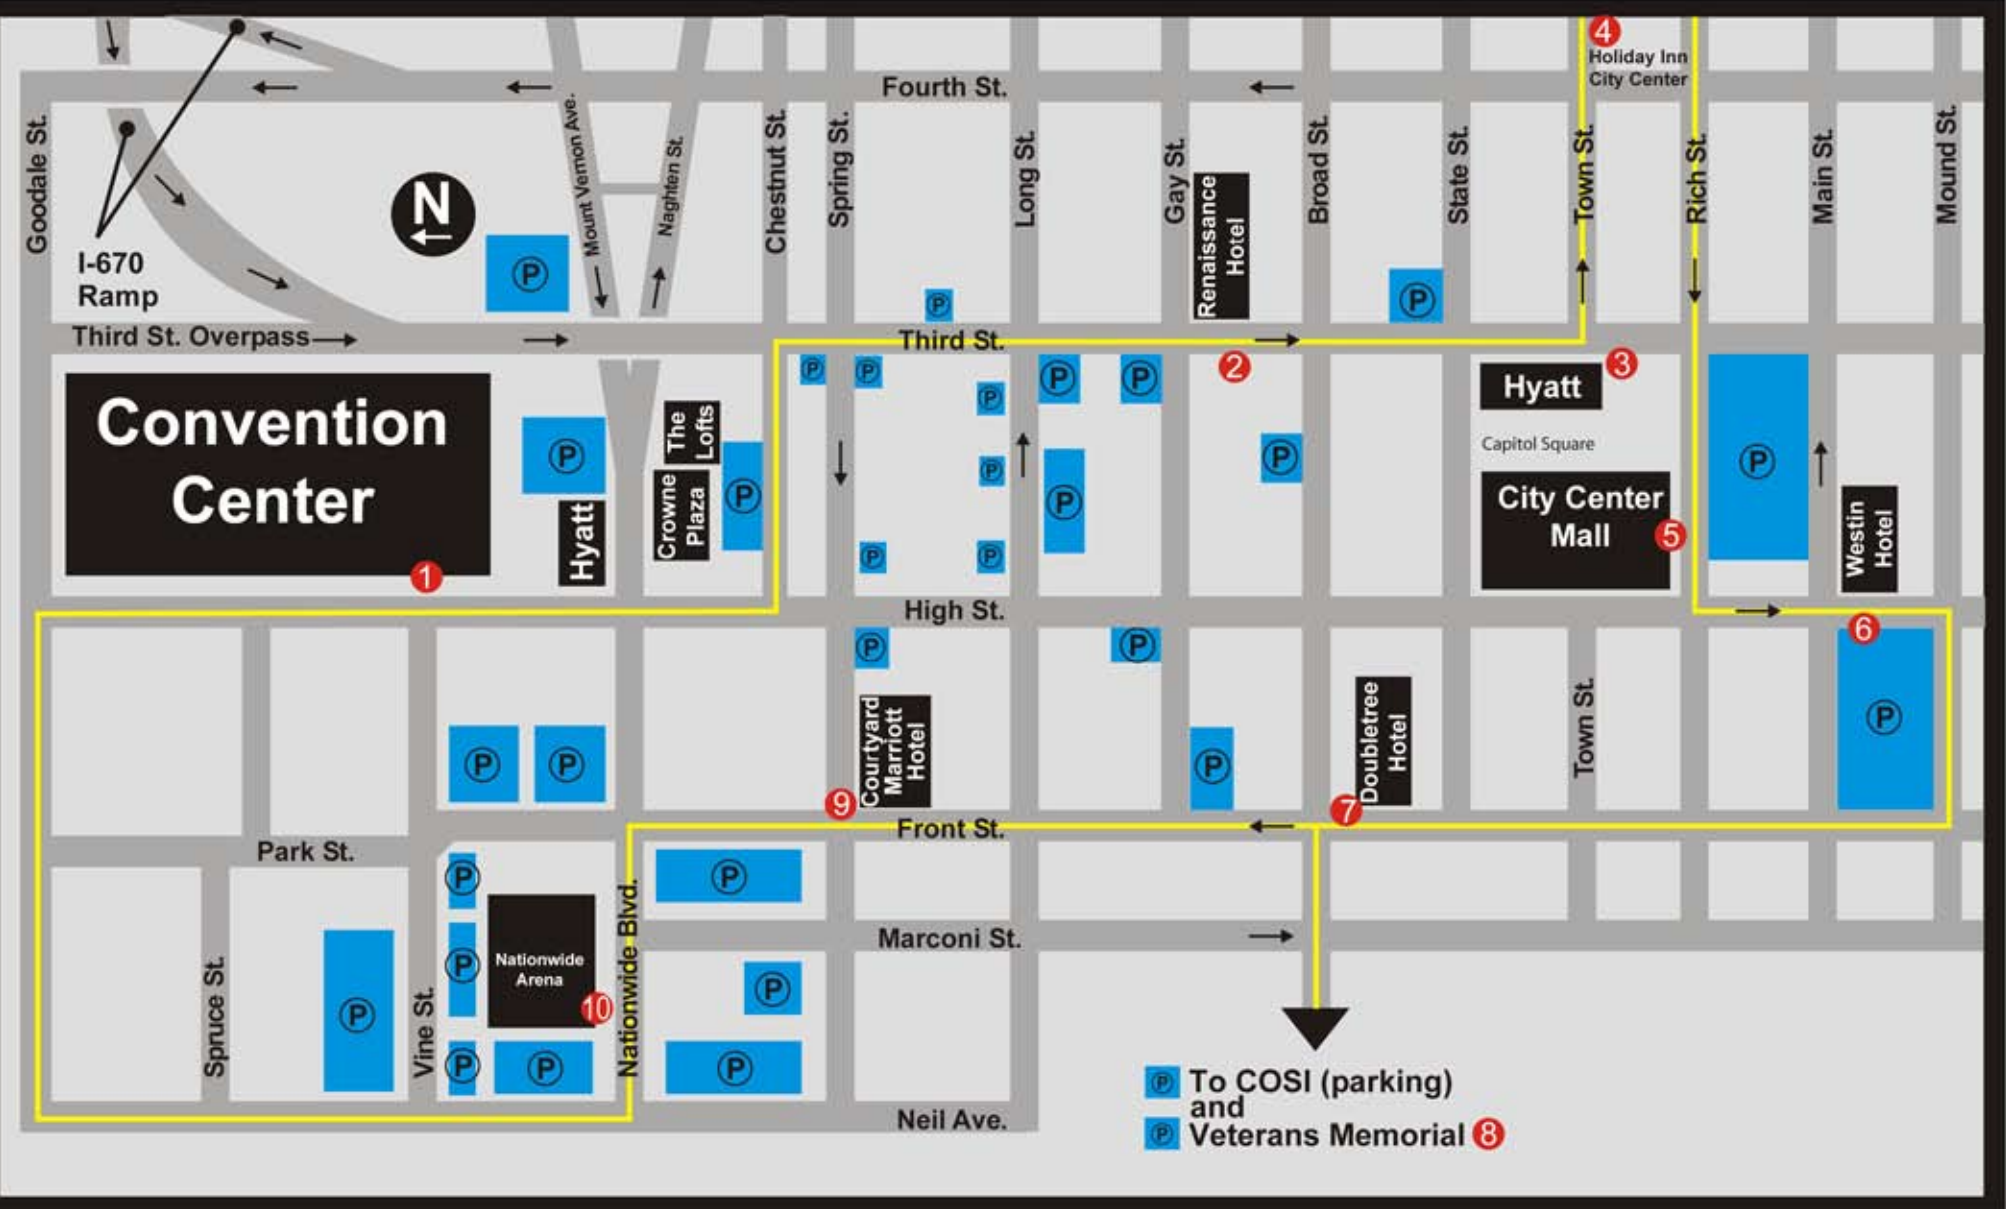 4
Holiday Inn
City Center
Fourth St.
Goodale St.
Mount Vernon Ave.
Naghten St.
Chestnut St.
Spring St.
Long St.
Gay St.
Broad St.
State St.
Town St.
Rich St.
Main St.
Mound St.
N
I-670
Ramp
P
Renaissance
Hotel
P
P
Third St. Overpass
Third St.
2
3
Convention
Center
1
P
Hyatt
The
Lofts
Crowne
Plaza
P
P
P
P
P
P
P
P
P
P
P
Hyatt
Capitol Square
City Center
Mall
5
P
Westin
Hotel
High St.
6
P
P
P
Courtyard
Marriott
Hotel
9
P
P
P
Doubletree
Hotel
7
Town St.
Front St.
Park St.
P
P
P
P
P
P
Nationwide
Arena
10
Nationwide Blvd.
Spruce St.
Vine St.
P
Marconi St.
P
P
Neil Ave.
P
To COSI (parking)
and
P
Veterans Memorial
8